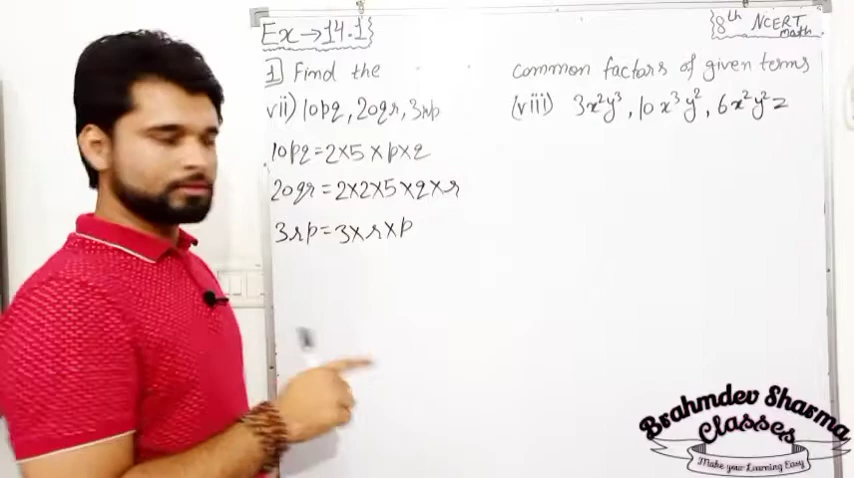 Ex→14.1
8th NCERT Math
1 Find the common factors of given terms
vii) 10pq, 20qr, 3rp
(viii) 3x²y³, 10x³y², 6x²y²z
10pq=2×5×p×q
20qr=2×2×5×q×r
3rp=3×r×p
Brahmdev Sharma
Classes
Make your Learning Easy